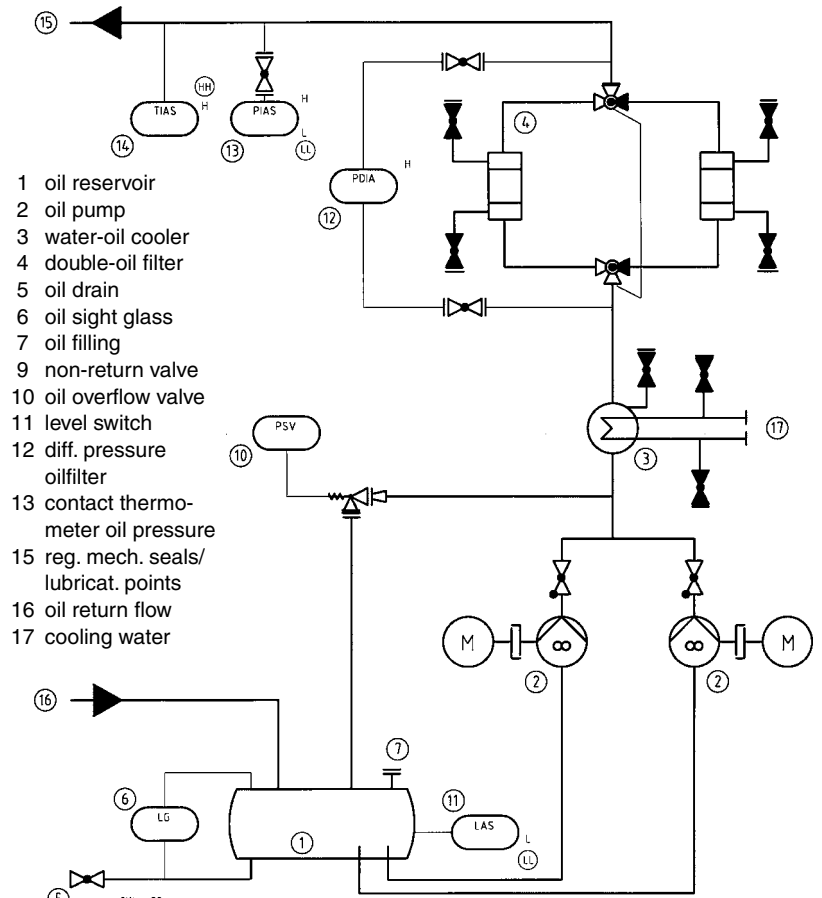 15
HH
TIAS
H
14
PIAS
H
L
LL
13
4
PDIA
H
12
1 oil reservoir
2 oil pump
3 water-oil cooler
4 double-oil filter
5 oil drain
6 oil sight glass
7 oil filling
9 non-return valve
10 oil overflow valve
11 level switch
12 diff. pressure
oilfilter
13 contact thermo-
meter oil pressure
15 reg. mech. seals/
lubricat. points
16 oil return flow
17 cooling water
PSV
10
17
3
M
M
2
2
16
7
6
LG
11
LAS
L
LL
1
5